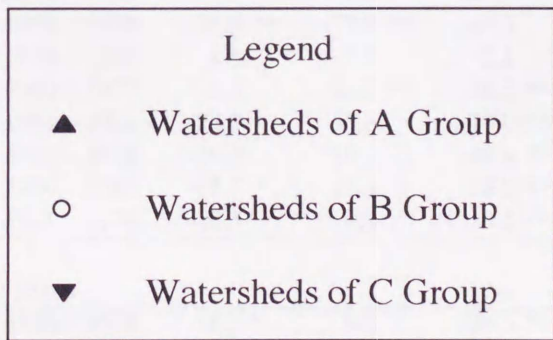 Legend
Watersheds of A Group
Watersheds of B Group
Watersheds of C Group